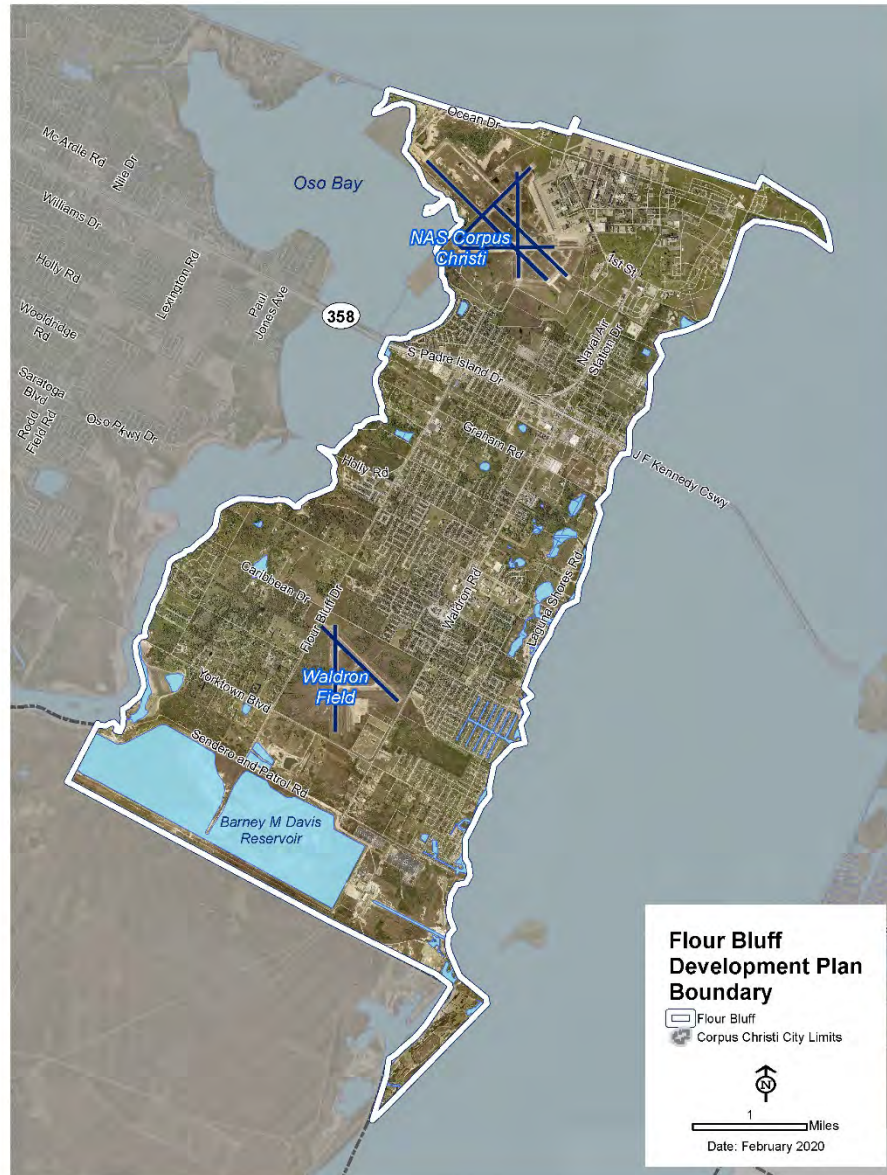 Ocean Dr
Mc Ardle Rd
Nile Dr
Oso Bay
Williams Dr
NAS Corpus
Christi
1st St
Holly Rd
Lexington Rd
Paul
Jones Ave
358
Wooldridge
Rd
S Padre Island Dr
Naval Air
Station Dr
Saratoga
Blvd
Rodd
Field Rd
Oso Pkwy Dr
Graham Rd
Holly Rd
J F Kennedy Cswy
Caribbean Dr
Flour Bluff Dr
Waldron Rd
Laguna Shores Rd
Waldron
Field
Yorktown Blvd
Sendero and Patrol Rd
Barney M Davis
Reservoir
Flour Bluff
Development Plan
Boundary
Flour Bluff
Corpus Christi City Limits
N
1
Miles
Date: February 2020